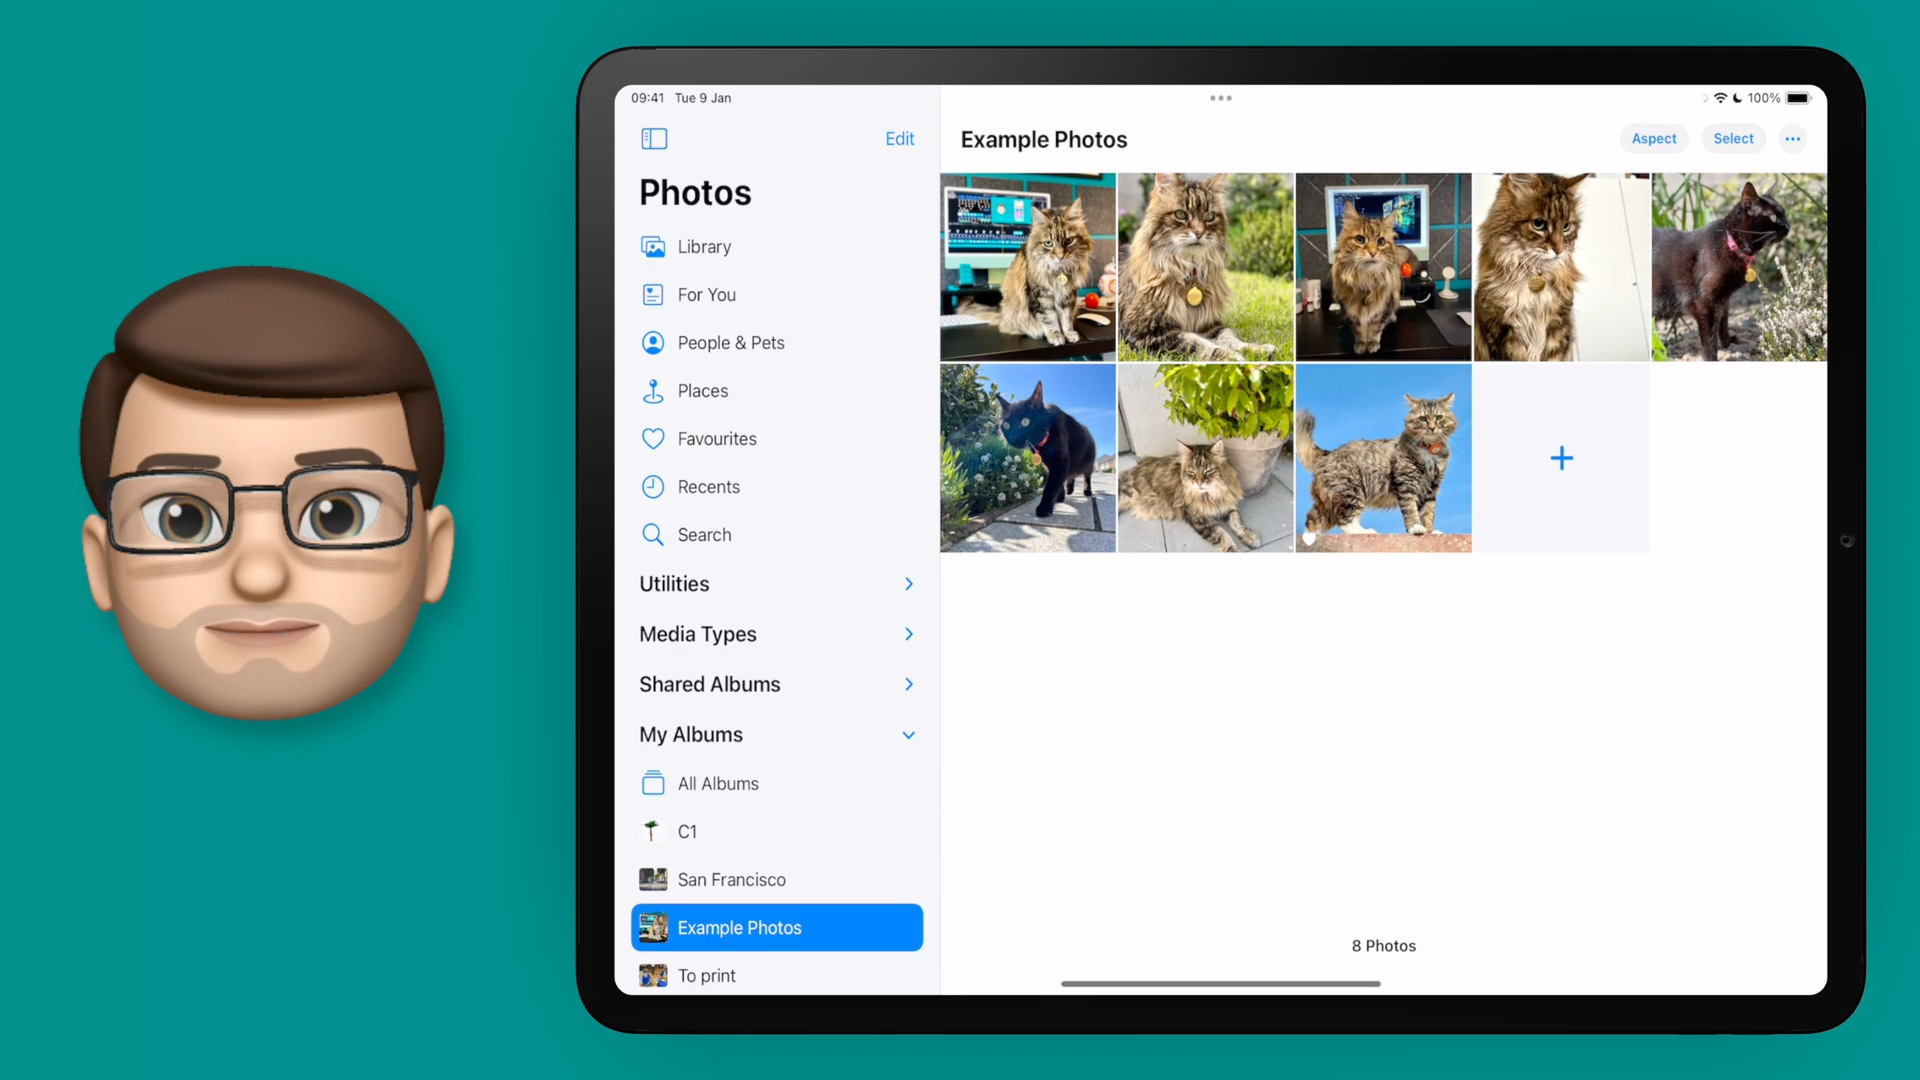 09:41 Tue 9 Jan
100%
Edit
Photos
Library
For You
People & Pets
Places
Favourites
Recents
Search
Utilities
Media Types
Shared Albums
My Albums
All Albums
C1
San Francisco
Example Photos
To print
Example Photos
Aspect
Select
8 Photos